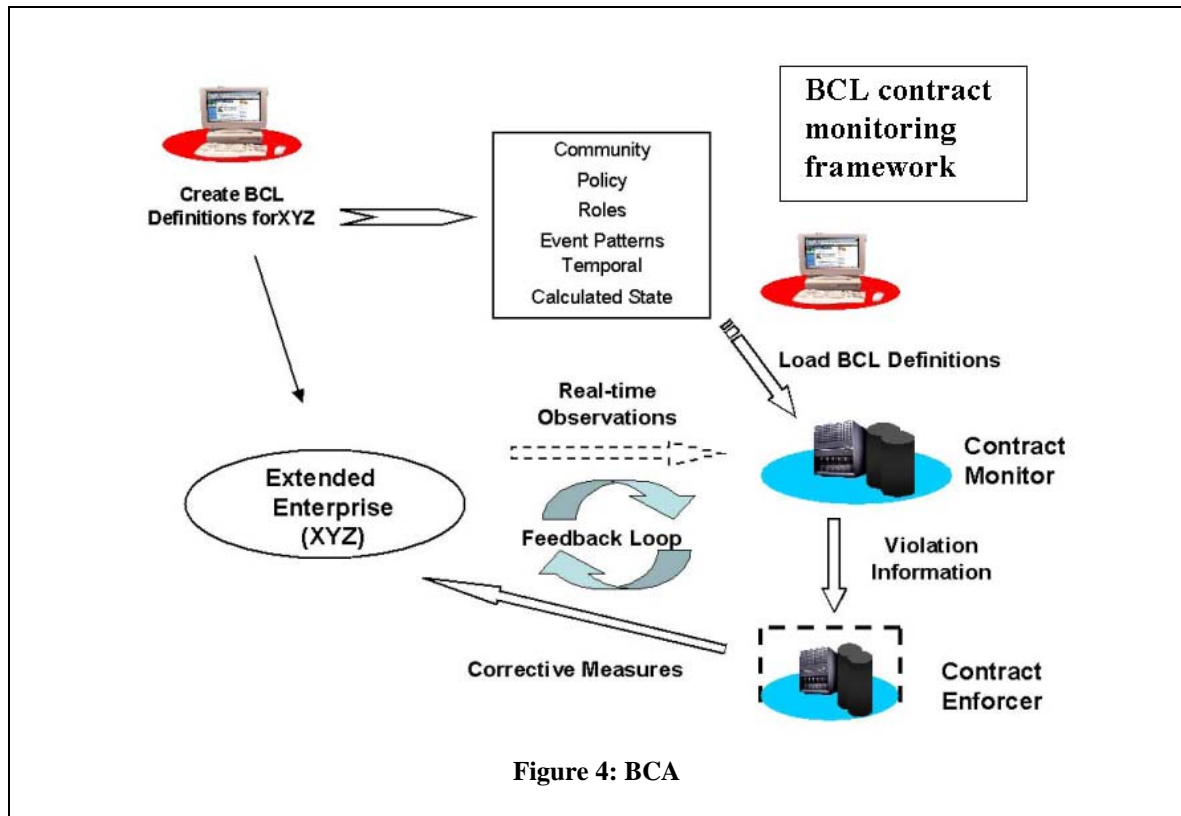 BCL contract
monitoring
framework
Create BCL
Definitions forXYZ
Community
Policy
Roles
Event Patterns
Temporal
Calculated State
Load BCL Definitions
Real-time
Observations
Contract
Monitor
Extended
Enterprise
(XYZ)
Feedback Loop
Violation
Information
Corrective Measures
Contract
Enforcer
Figure 4: BCA